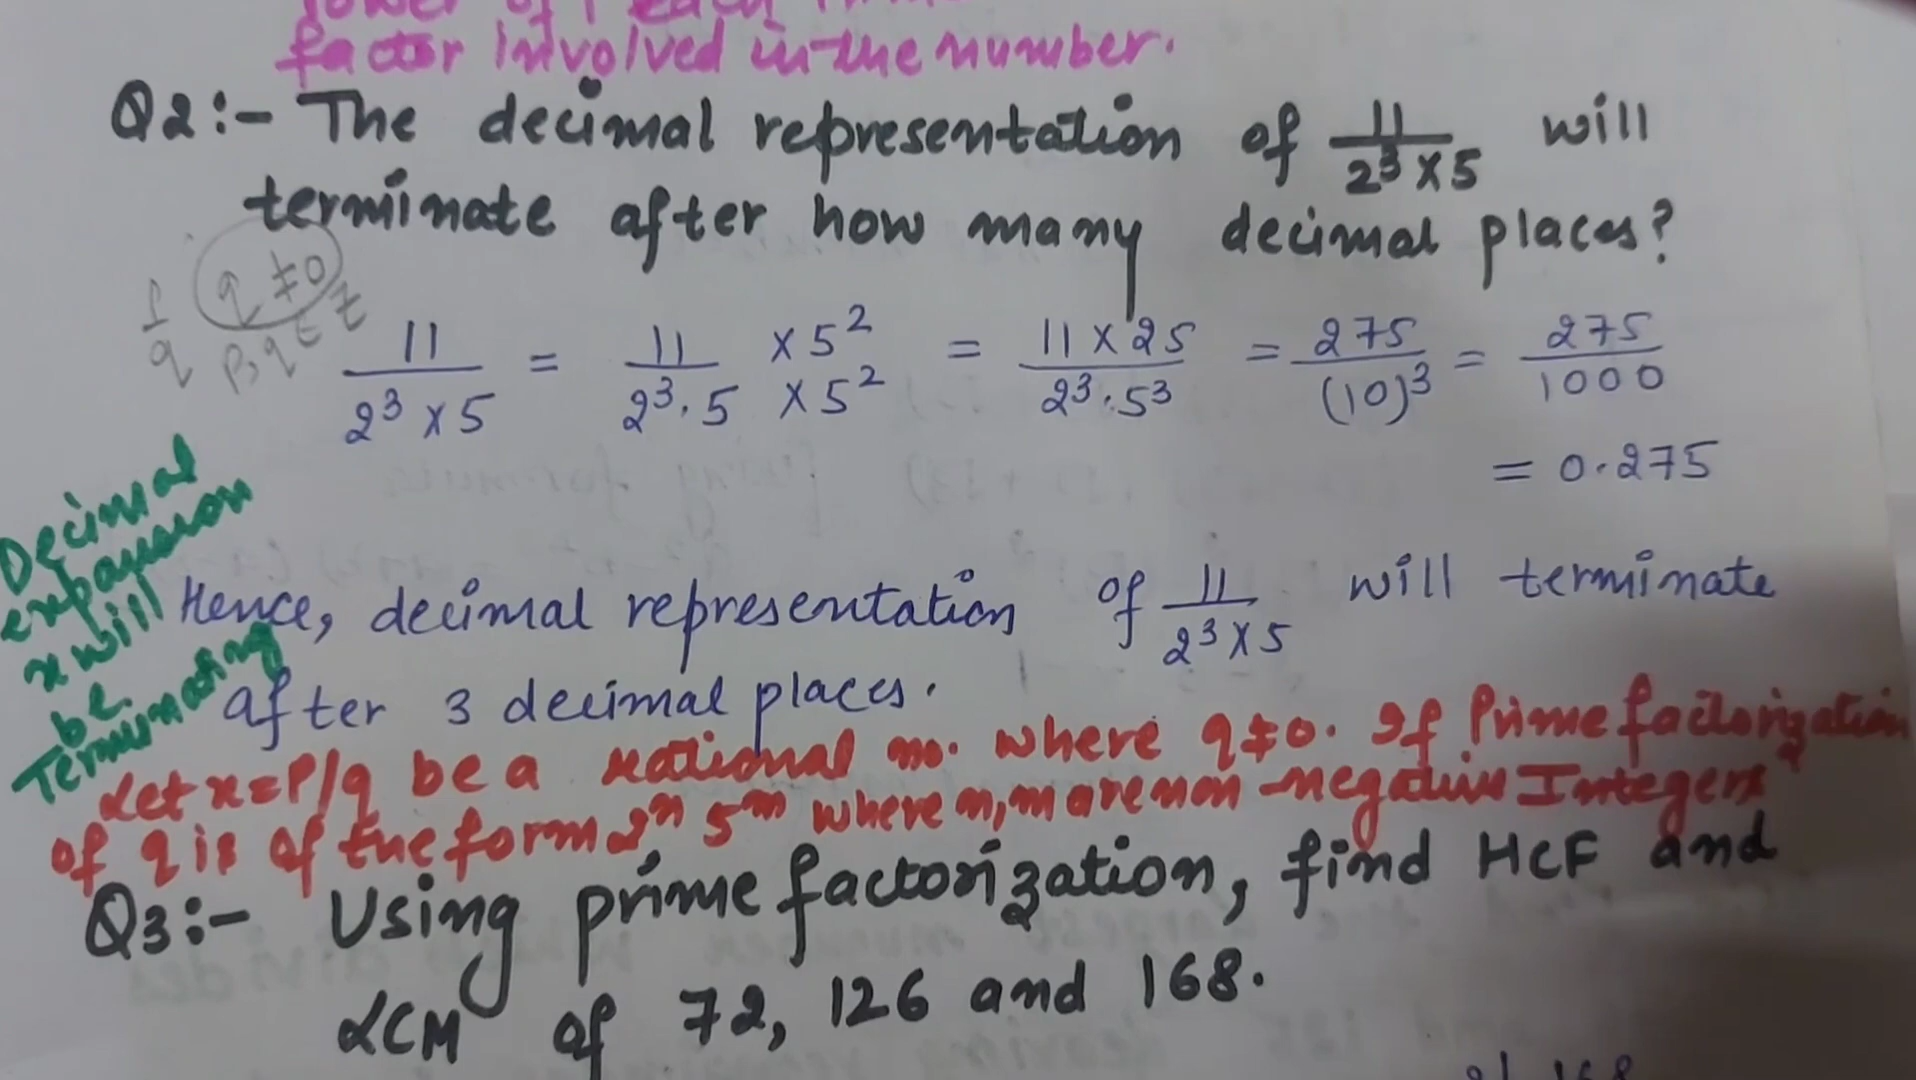 factor involved in the number.
Q2:- The decimal representation of 11/2³×5 will
terminate after how many decimal places?
q ≠ 0
p, q ∈ Z
11/2³×5 = 11/2³.5 ×5²/×5² = 11×25/2³.5³ = 275/(10)³ = 275/1000
= 0.275
Decimal
expansion
x will
be
Terminating
Hence, decimal representation of 11/2³×5 will terminate
after 3 decimal places.
Let x=P/q be a rational no. where q≠0. If Prime factorization
of q is of the form 2ⁿ 5ᵐ where n,m are non-negative Integers
Q3:- Using prime factorization, find HCF and
LCM of 72, 126 and 168.